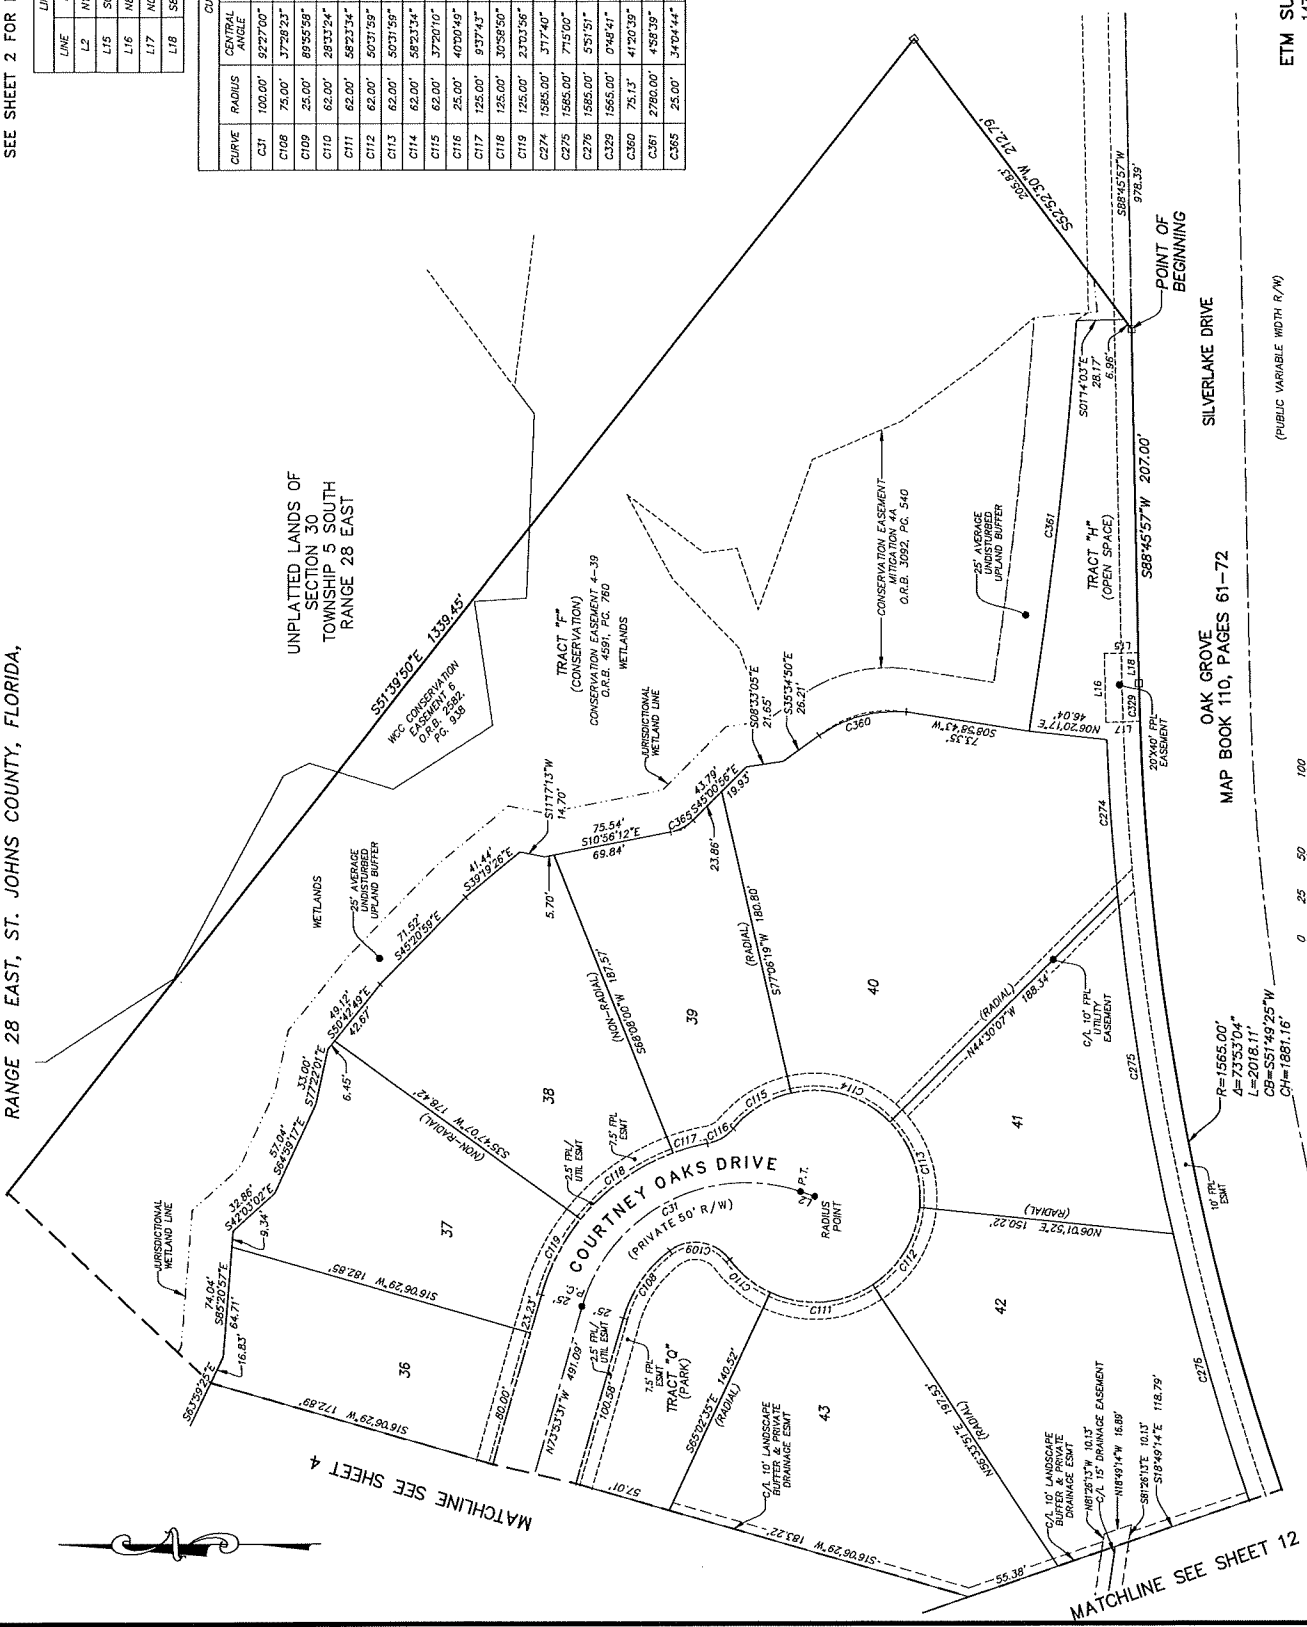 SEE SHEET 2 FOR
RANGE 28 EAST, ST. JOHNS COUNTY, FLORIDA,
LINE
L2
L15
L16
L17
L18
CURVE RADIUS CENTRAL ANGLE
C31 100.00' 92°27'00"
C108 75.00' 37°28'23"
C109 25.00' 89°55'58"
C110 62.00' 28°33'24"
C111 62.00' 58°23'34"
C112 62.00' 50°31'59"
C113 62.00' 50°31'59"
C114 62.00' 58°23'34"
C115 62.00' 37°20'10"
C116 25.00' 40°00'49"
C117 125.00' 9°37'43"
C118 125.00' 30°58'50"
C119 125.00' 23°03'56"
C274 1585.00' 3°17'40"
C275 1585.00' 7°15'00"
C276 1585.00' 5°51'51"
C329 1565.00' 0°48'41"
C360 75.13' 41°20'39"
C361 2780.00' 4°58'39"
C365 25.00' 34°04'44"
UNPLATTED LANDS OF
SECTION 30
TOWNSHIP 5 SOUTH
RANGE 28 EAST
S51°39'50"E 1339.45'
WCC CONSERVATION
EASEMENT 6
O.R.B. 2582,
PG. 938
TRACT "F"
(CONSERVATION)
CONSERVATION EASEMENT 4-39
O.R.B. 4591, PG. 760
WETLANDS
JURISDICTIONAL
WETLAND LINE
CONSERVATION EASEMENT
MITIGATION 4A
O.R.B. 3092, PG. 540
25' AVERAGE
UNDISTURBED
UPLAND BUFFER
S52°52'30"W 212.79'
205.83'
S88°45'57"W
978.39'
POINT OF
BEGINNING
S01°14'03"E
28.17'
6.96'
SILVERLAKE DRIVE
(PUBLIC VARIABLE WIDTH R/W)
C361
TRACT "H"
(OPEN SPACE)
S88°45'57"W 207.00'
L15
L16
L17
L18
C329
20'X40' FPL
EASEMENT
OAK GROVE
MAP BOOK 110, PAGES 61-72
N06°20'17"E
46.04'
S08°58'43"W
73.35'
C360
S35°34'50"E
26.21'
S08°33'05"E
21.65'
43.79'
S45°00'56"E
19.93'
23.86'
C365
75.54'
S10°56'12"E
69.84'
5.70'
S11°17'13"W
14.70'
41.44'
S39°19'26"E
71.52'
S45°20'59"E
49.12'
S50°42'49"E
42.67'
6.45'
33.00'
S77°22'01"E
57.04'
S64°59'17"E
32.86'
S42°03'02"E
9.34'
74.04'
S85°20'57"E
64.71'
16.83'
S63°59'25"E
WETLANDS
25' AVERAGE
UNDISTURBED
UPLAND BUFFER
JURISDICTIONAL
WETLAND LINE
36
37
38
39
40
41
42
43
S16°06'29"W 172.89'
S16°06'29"W 182.85'
S35°47'07"W 178.42'
(NON-RADIAL)
(NON-RADIAL)
S68°08'00"W 187.57'
(RADIAL)
S77°06'19"W 180.80'
(RADIAL)
N44°30'07"W 188.34'
C/L 10' FPL
UTILITY
EASEMENT
N06°01'52"E 150.22'
(RADIAL)
N56°33'51"E 197.53'
(RADIAL)
S65°02'35"E 140.52'
(RADIAL)
COURTNEY OAKS DRIVE
(PRIVATE 50' R/W)
C31
P.T.
L2
RADIUS
POINT
P.C.
25'
25'
N73°53'31"W 491.09'
80.00'
23.23'
100.58'
57.01'
2.5' FPL/
UTIL ESMT
7.5' FPL
ESMT
2.5' FPL/
UTIL ESMT
7.5' FPL
ESMT
TRACT "Q"
(PARK)
C108
C109
C110
C111
C112
C113
C114
C115
C116
C117
C118
C119
C274
C275
C276
C/L 10' LANDSCAPE
BUFFER & PRIVATE
DRAINAGE ESMT
S16°06'29"W 183.22'
55.38'
C/L 10' LANDSCAPE
BUFFER & PRIVATE
DRAINAGE ESMT
N81°26'13"W 10.13'
C/L 15' DRAINAGE EASEMENT
N18°49'14"W 16.89'
S81°26'13"E 10.13'
S18°49'14"E 118.79'
10' FPL
ESMT
R=1565.00'
Δ=73°53'04"
L=2018.11'
CB=S51°49'25"W
CH=1881.16'
MATCHLINE SEE SHEET 4
MATCHLINE SEE SHEET 12
0 25 50 100